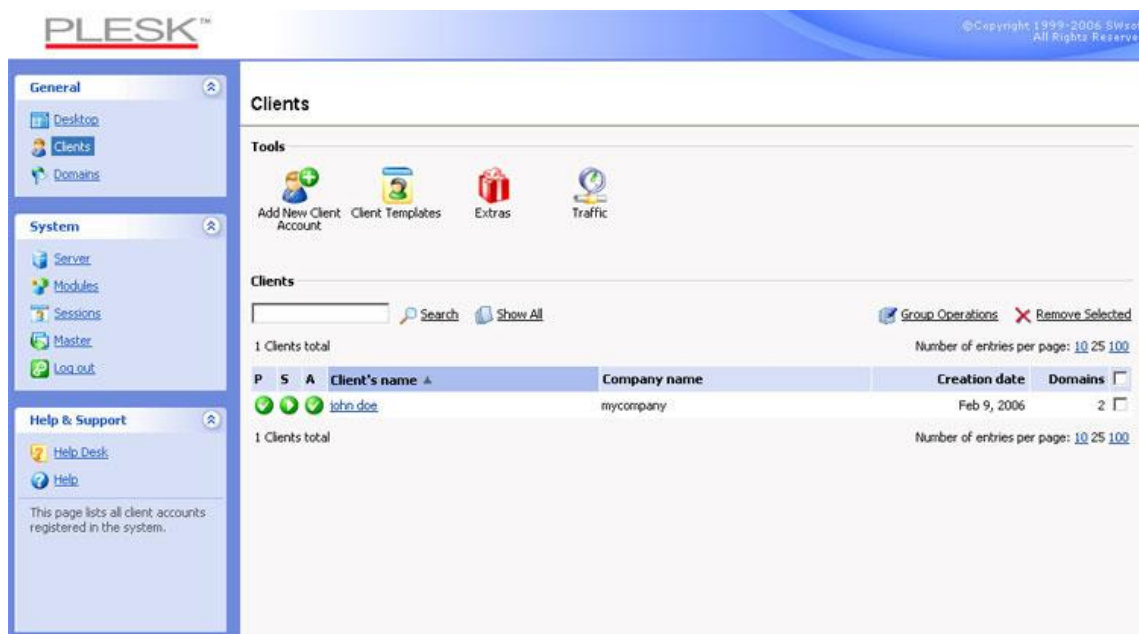 PLESK™
©Copyright 1999-2006 SWsof
All Rights Reserve
General
Desktop
Clients
Domains
System
Server
Modules
Sessions
Master
Log out
Help & Support
Help Desk
Help
This page lists all client accounts
registered in the system.
Clients
Tools
Add New Client
Account
Client Templates
Extras
Traffic
Clients
Search Show All Group Operations Remove Selected
1 Clients total Number of entries per page: 10 25 100
P S A Client's name Company name Creation date Domains
john doe mycompany Feb 9, 2006 2
1 Clients total Number of entries per page: 10 25 100